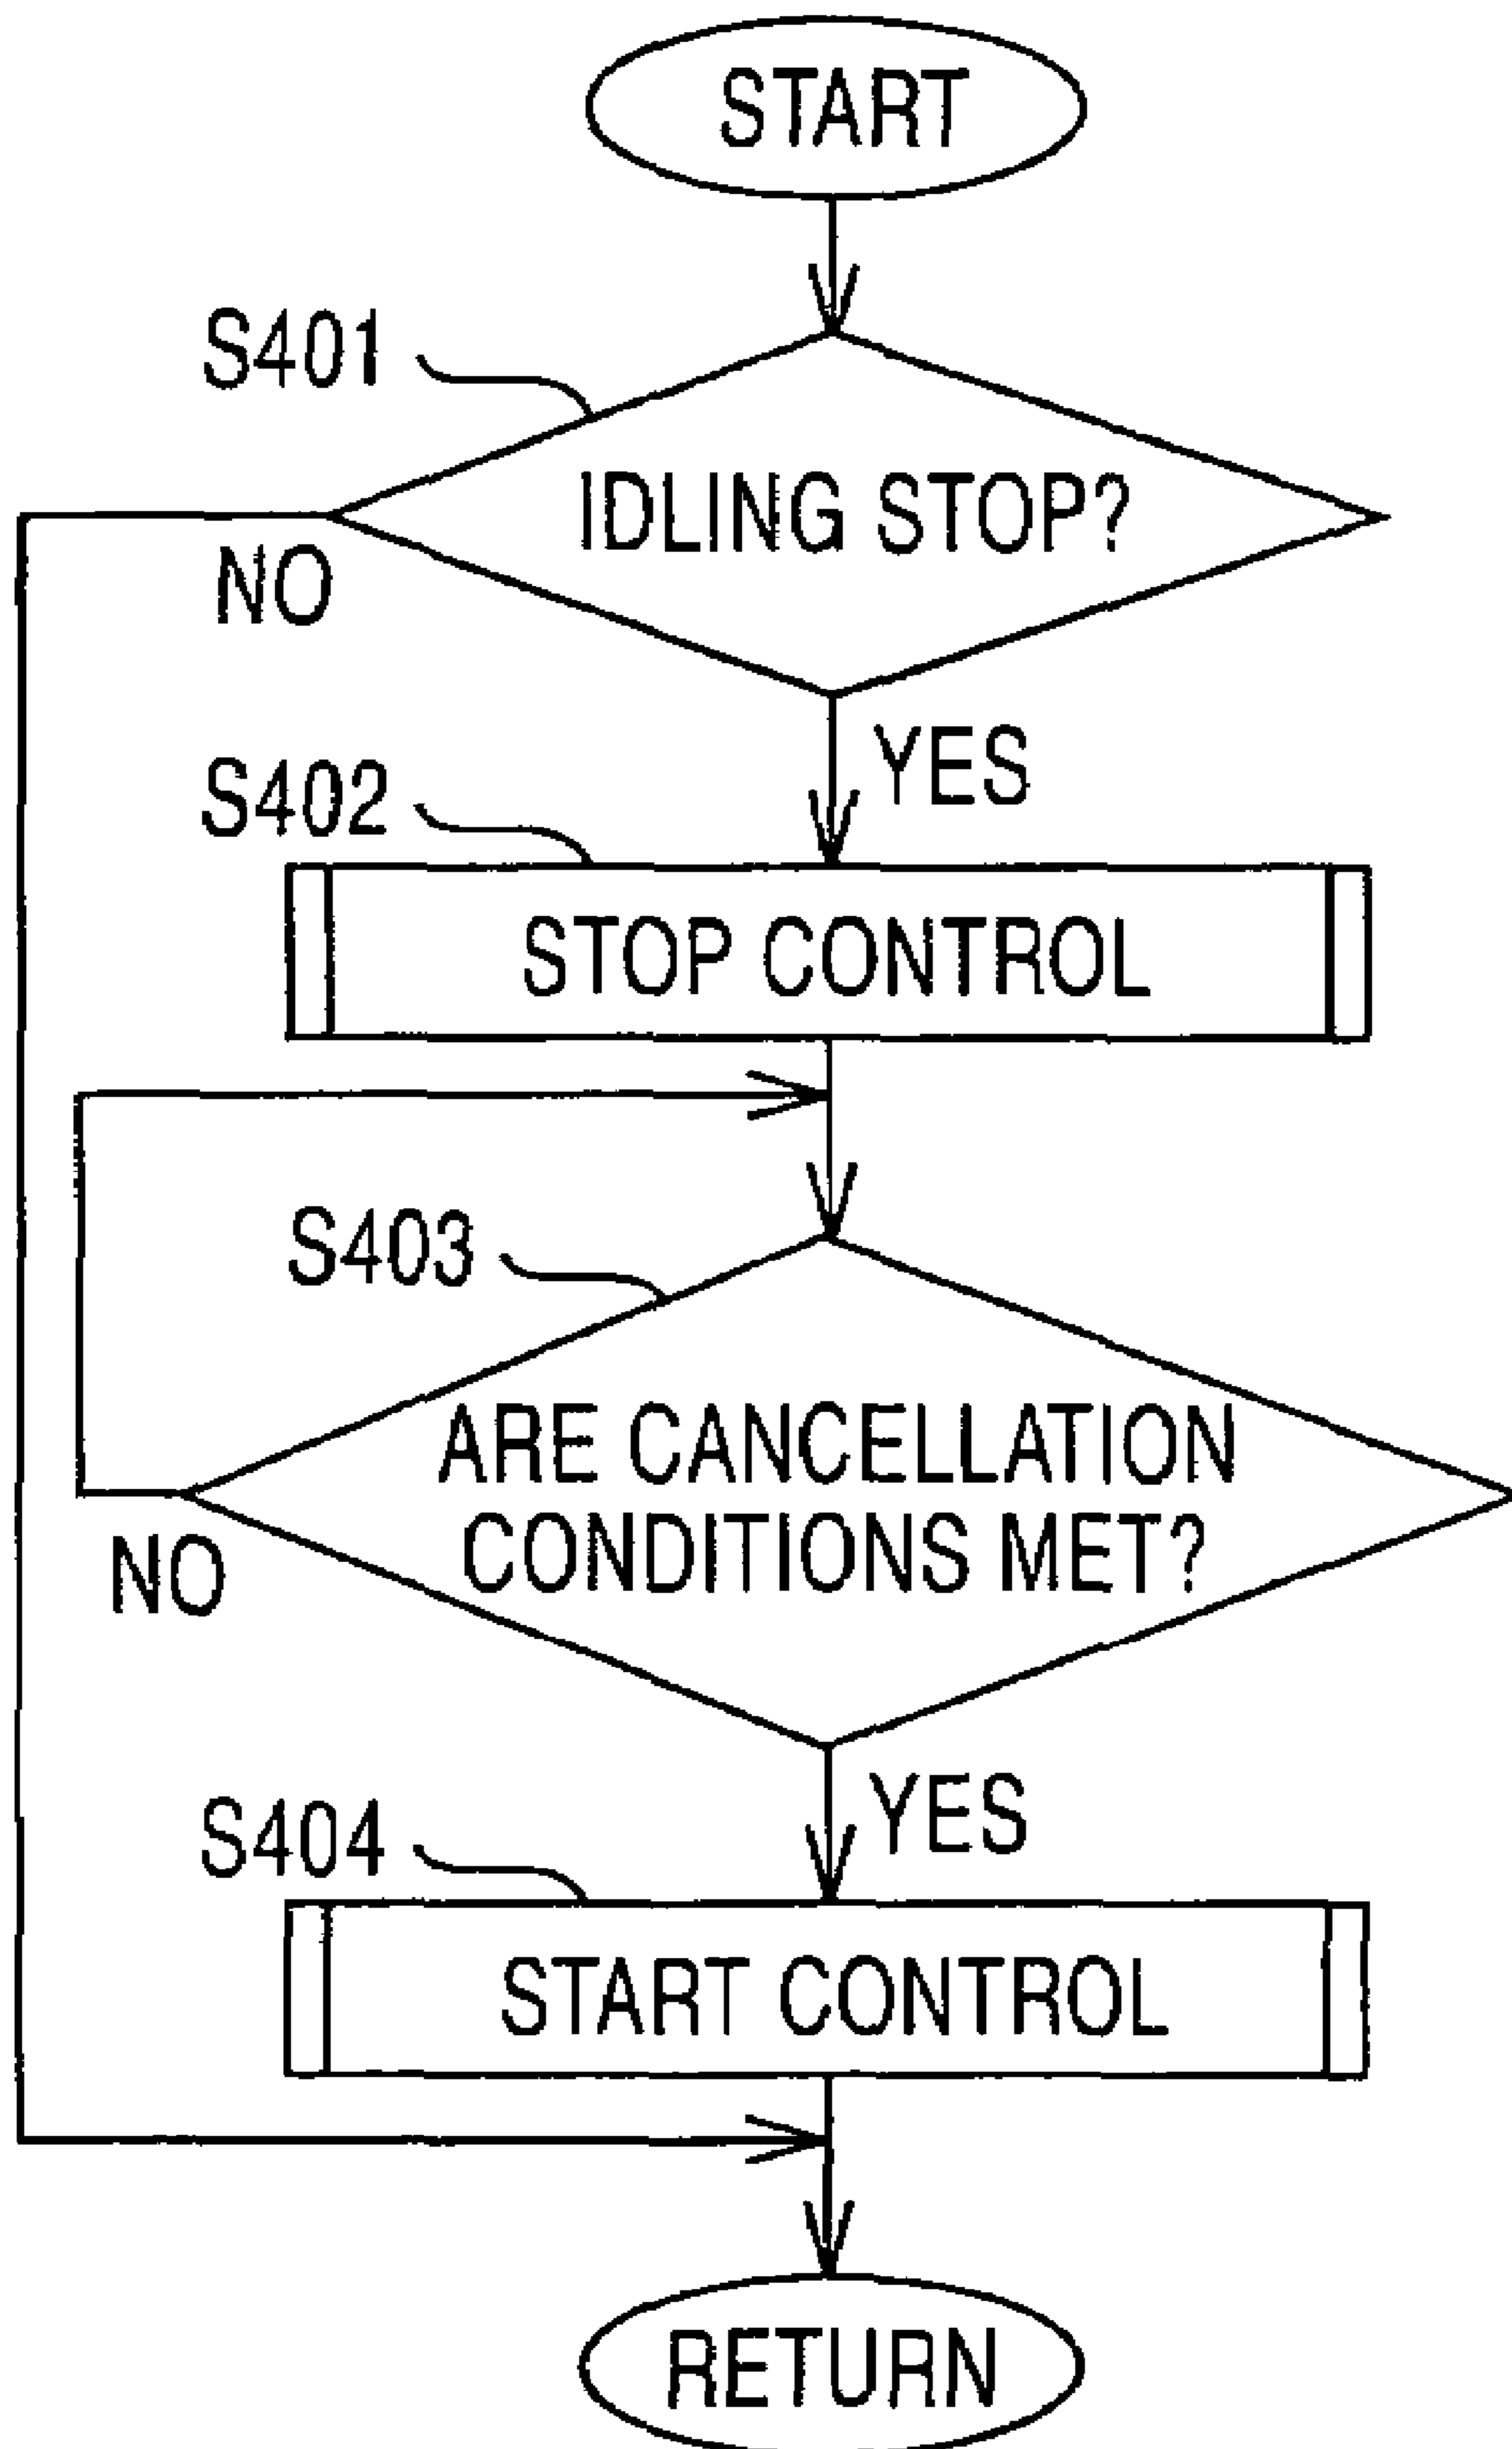 START
S401
IDLING STOP?
NO
YES
S402
STOP CONTROL
S403
ARE CANCELLATION
CONDITIONS MET?
NO
YES
S404
START CONTROL
RETURN